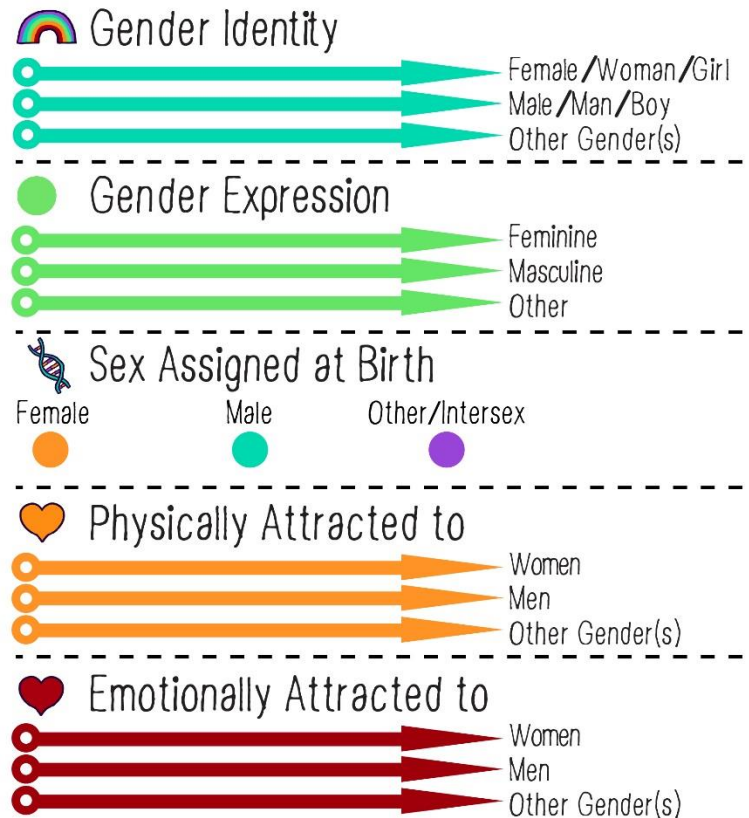 Gender Identity
Female/Woman/Girl
Male/Man/Boy
Other Gender(s)
Gender Expression
Feminine
Masculine
Other
Sex Assigned at Birth
Female Male Other/Intersex
Physically Attracted to
Women
Men
Other Gender(s)
Emotionally Attracted to
Women
Men
Other Gender(s)